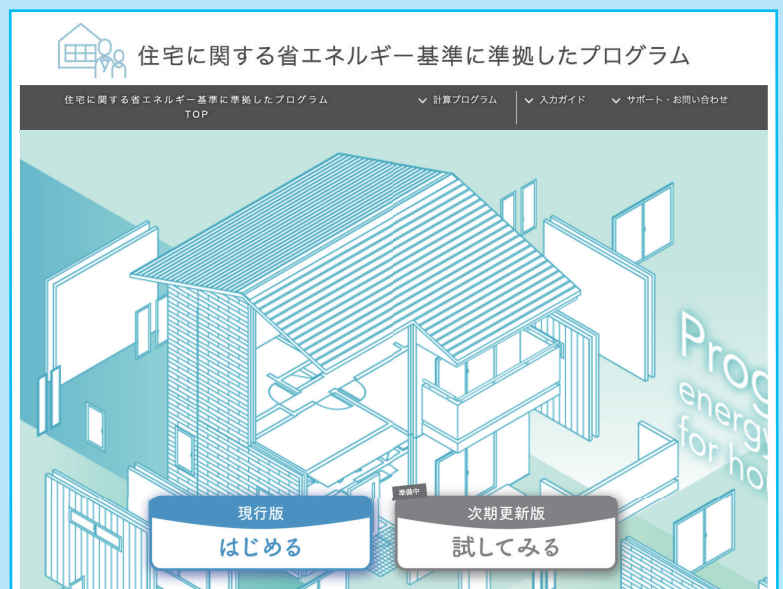 住宅に関する省エネルギー基準に準拠したプログラム
住宅に関する省エネルギー基準に準拠したプログラム
TOP
計算プログラム
入力ガイド
サポート・お問い合わせ
Prog
energy
for ho
準備中
現行版
はじめる
次期更新版
試してみる